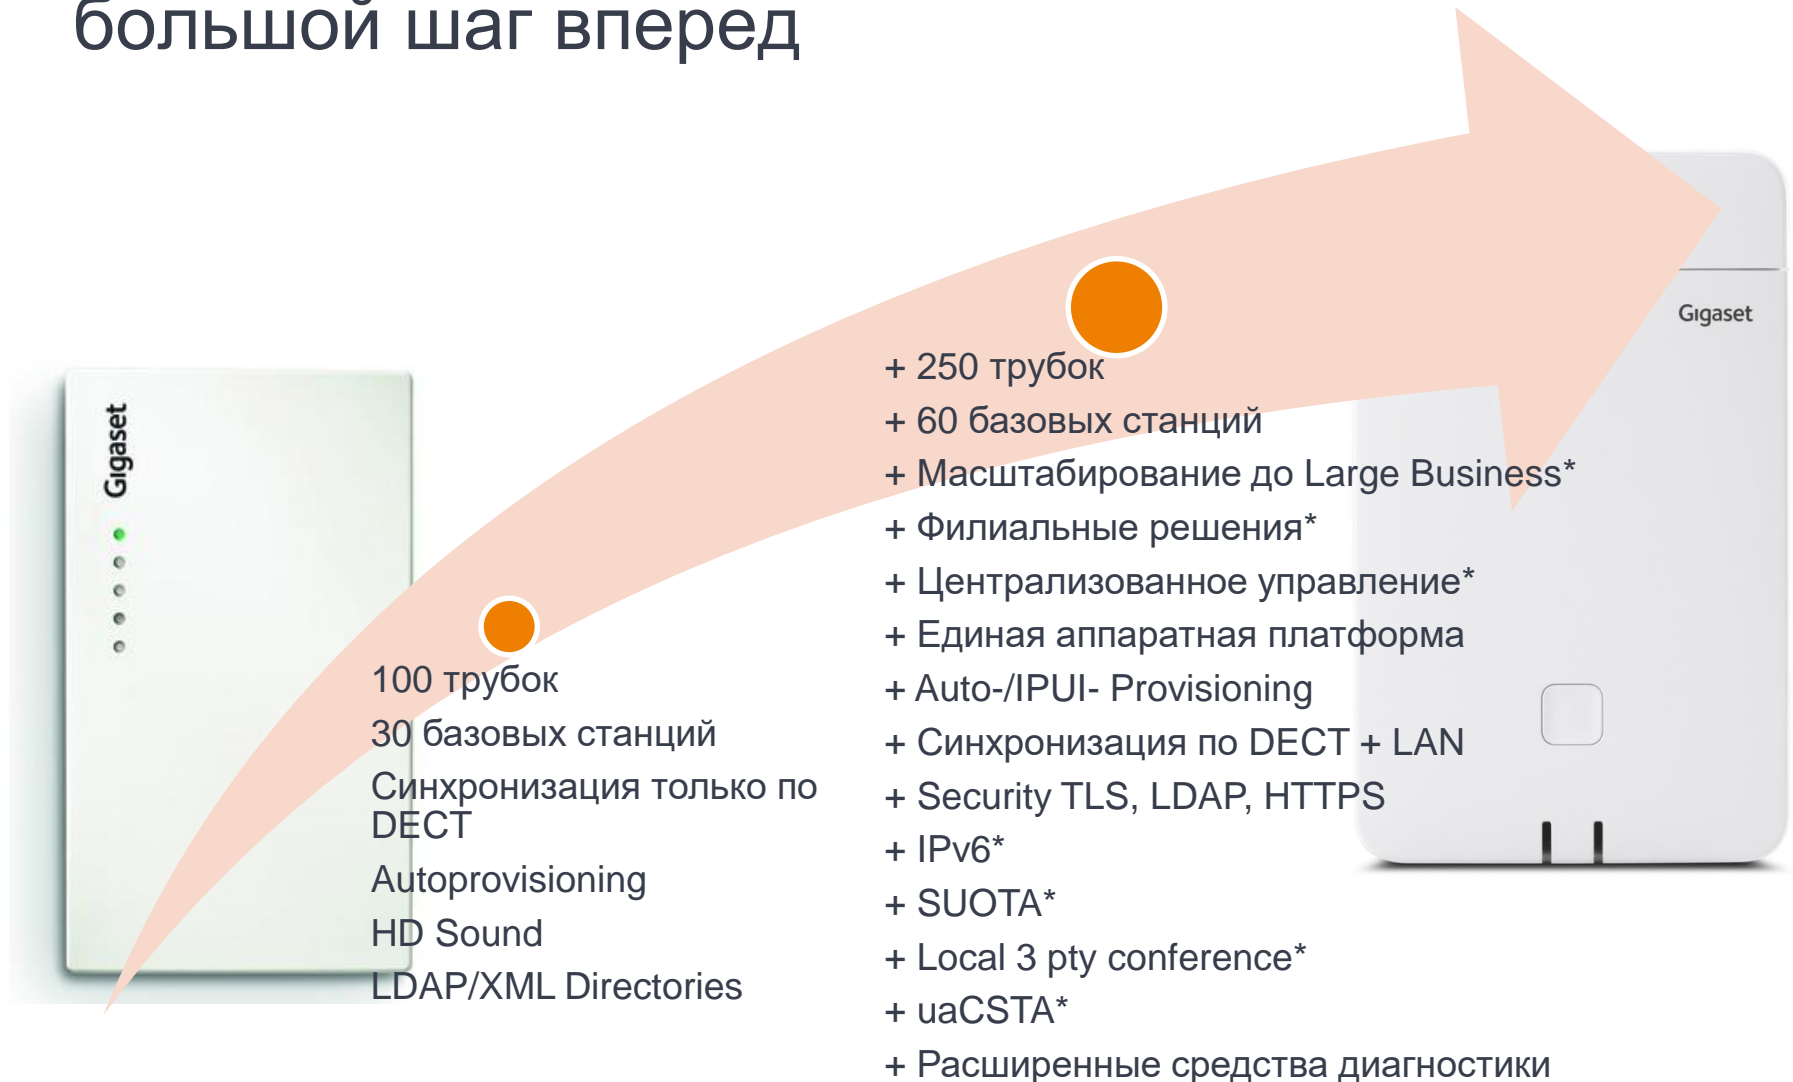 большой шаг вперед
Gigaset
100 трубок
30 базовых станций
Синхронизация только по
DECT
Autoprovisioning
HD Sound
LDAP/XML Directories
+ 250 трубок
+ 60 базовых станций
+ Масштабирование до Large Business*
+ Филиальные решения*
+ Централизованное управление*
+ Единая аппаратная платформа
+ Auto-/IPUI- Provisioning
+ Синхронизация по DECT + LAN
+ Security TLS, LDAP, HTTPS
+ IPv6*
+ SUOTA*
+ Local 3 pty conference*
+ uaCSTA*
+ Расширенные средства диагностики
Gigaset